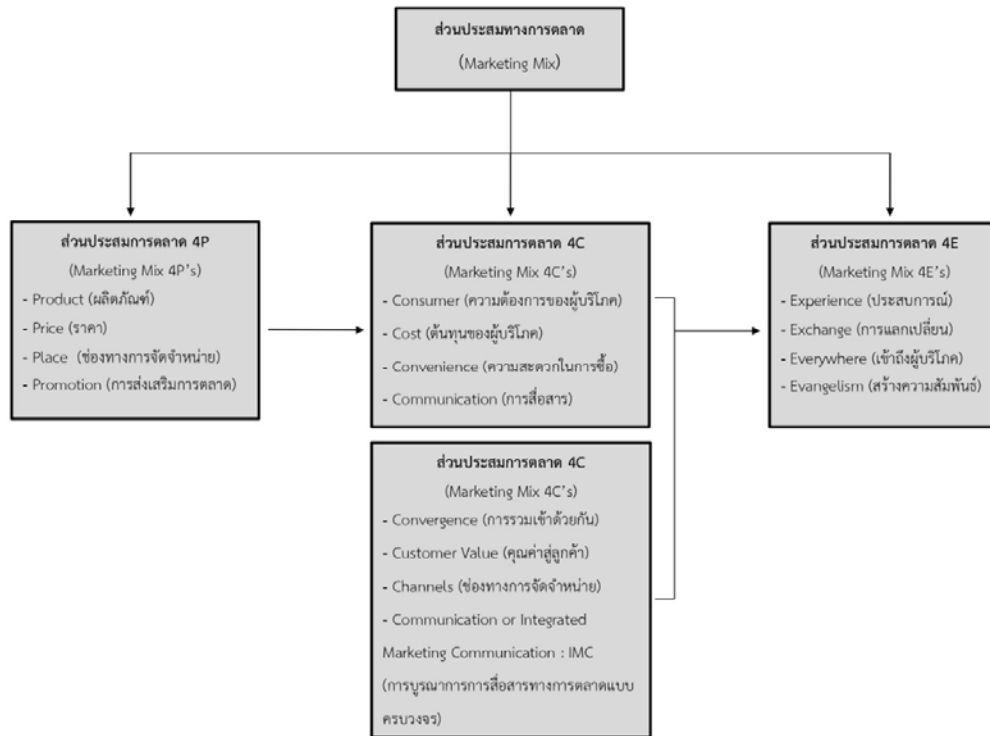 ส่วนประสมทางการตลาด
(Marketing Mix)
ส่วนประสมการตลาด 4P
(Marketing Mix 4P's)
- Product (ผลิตภัณฑ์)
- Price (ราคา)
- Place (ช่องทางการจัดจำหน่าย)
- Promotion (การส่งเสริมการตลาด)
ส่วนประสมการตลาด 4C
(Marketing Mix 4C's)
- Consumer (ความต้องการของผู้บริโภค)
- Cost (ต้นทุนของผู้บริโภค)
- Convenience (ความสะดวกในการซื้อ)
- Communication (การสื่อสาร)
ส่วนประสมการตลาด 4C
(Marketing Mix 4C's)
- Convergence (การรวมเข้าด้วยกัน)
- Customer Value (คุณค่าสู่ลูกค้า)
- Channels (ช่องทางการจัดจำหน่าย)
- Communication or Integrated
Marketing Communication : IMC
(การบูรณาการการสื่อสารทางการตลาดแบบ
ครบวงจร)
ส่วนประสมการตลาด 4E
(Marketing Mix 4E's)
- Experience (ประสบการณ์)
- Exchange (การแลกเปลี่ยน)
- Everywhere (เข้าถึงผู้บริโภค)
- Evangelism (สร้างความสัมพันธ์)